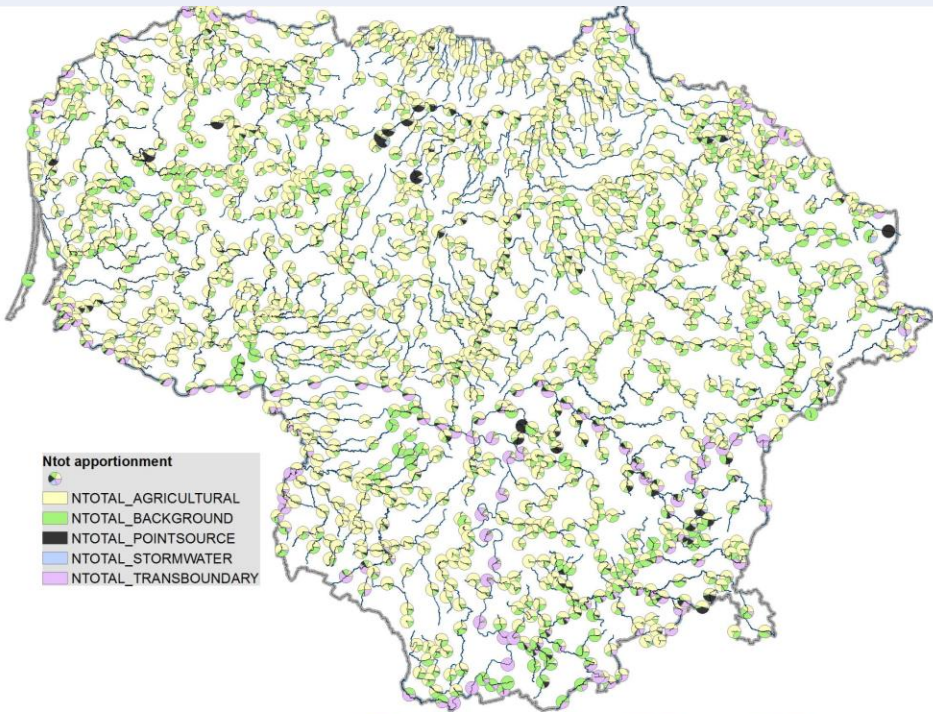 Ntot apportionment
NTOTAL_AGRICULTURAL
NTOTAL_BACKGROUND
NTOTAL_POINTSOURCE
NTOTAL_STORMWATER
NTOTAL_TRANSBOUNDARY